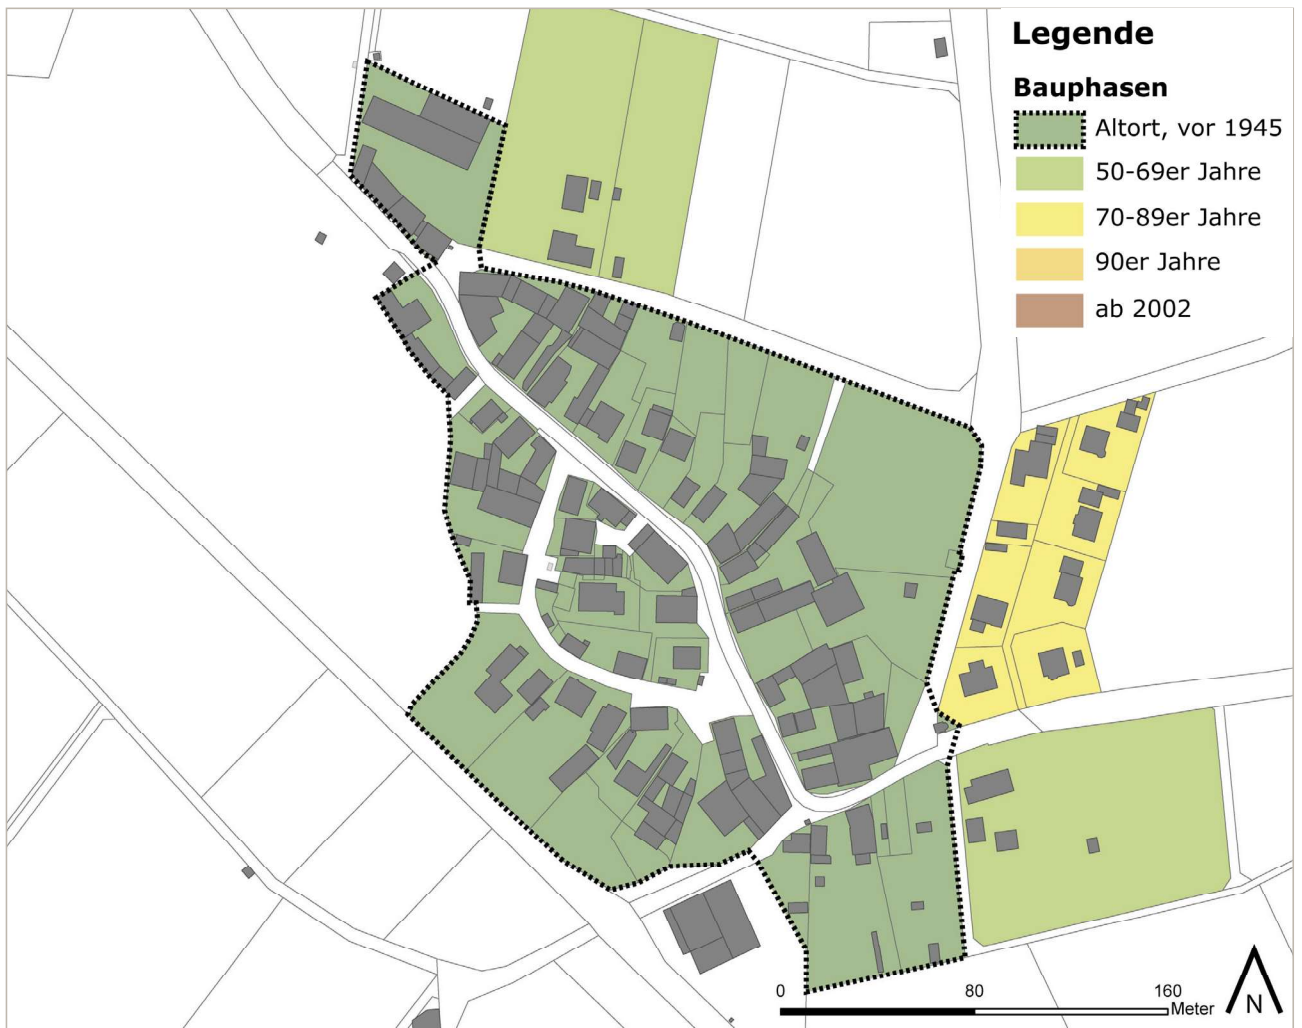 Legende
Bauphasen
Altort, vor 1945
50-69er Jahre
70-89er Jahre
90er Jahre
ab 2002
0 80 160
Meter
N